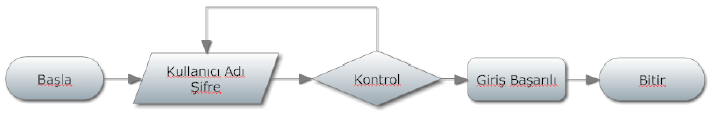 Başla
Kullanıcı Adı
Şifre
Kontrol
Giriş Başarılı
Bitir